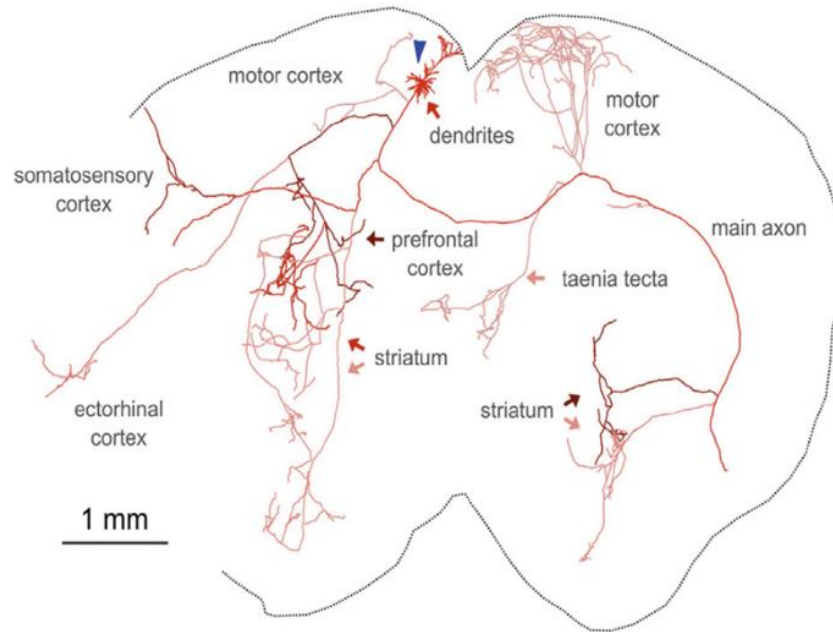 motor cortex
dendrites
motor
cortex
somatosensory
cortex
prefrontal
cortex
main axon
taenia tecta
striatum
striatum
ectorhinal
cortex
1 mm